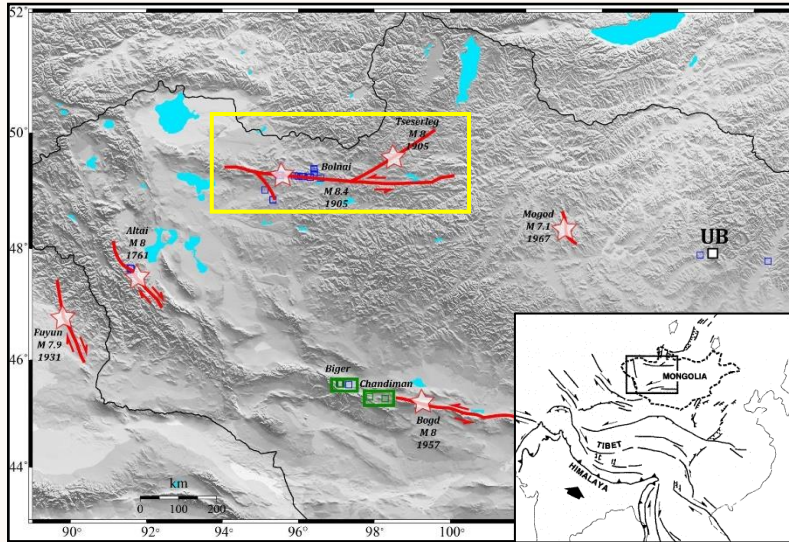 52°
50°
48°
46°
44°
Tseserleg
M 8
1905
Bolnai
M 8.4
1905
Altai
M 8
1761
Mogod
M 7.1
1967
UB
Fuyun
M 7.9
1931
Biger
Chandiman
Bogd
M 8
1957
km
0 100 200
90° 92° 94° 96° 98° 100°
MONGOLIA
TIBET
HIMALAYA